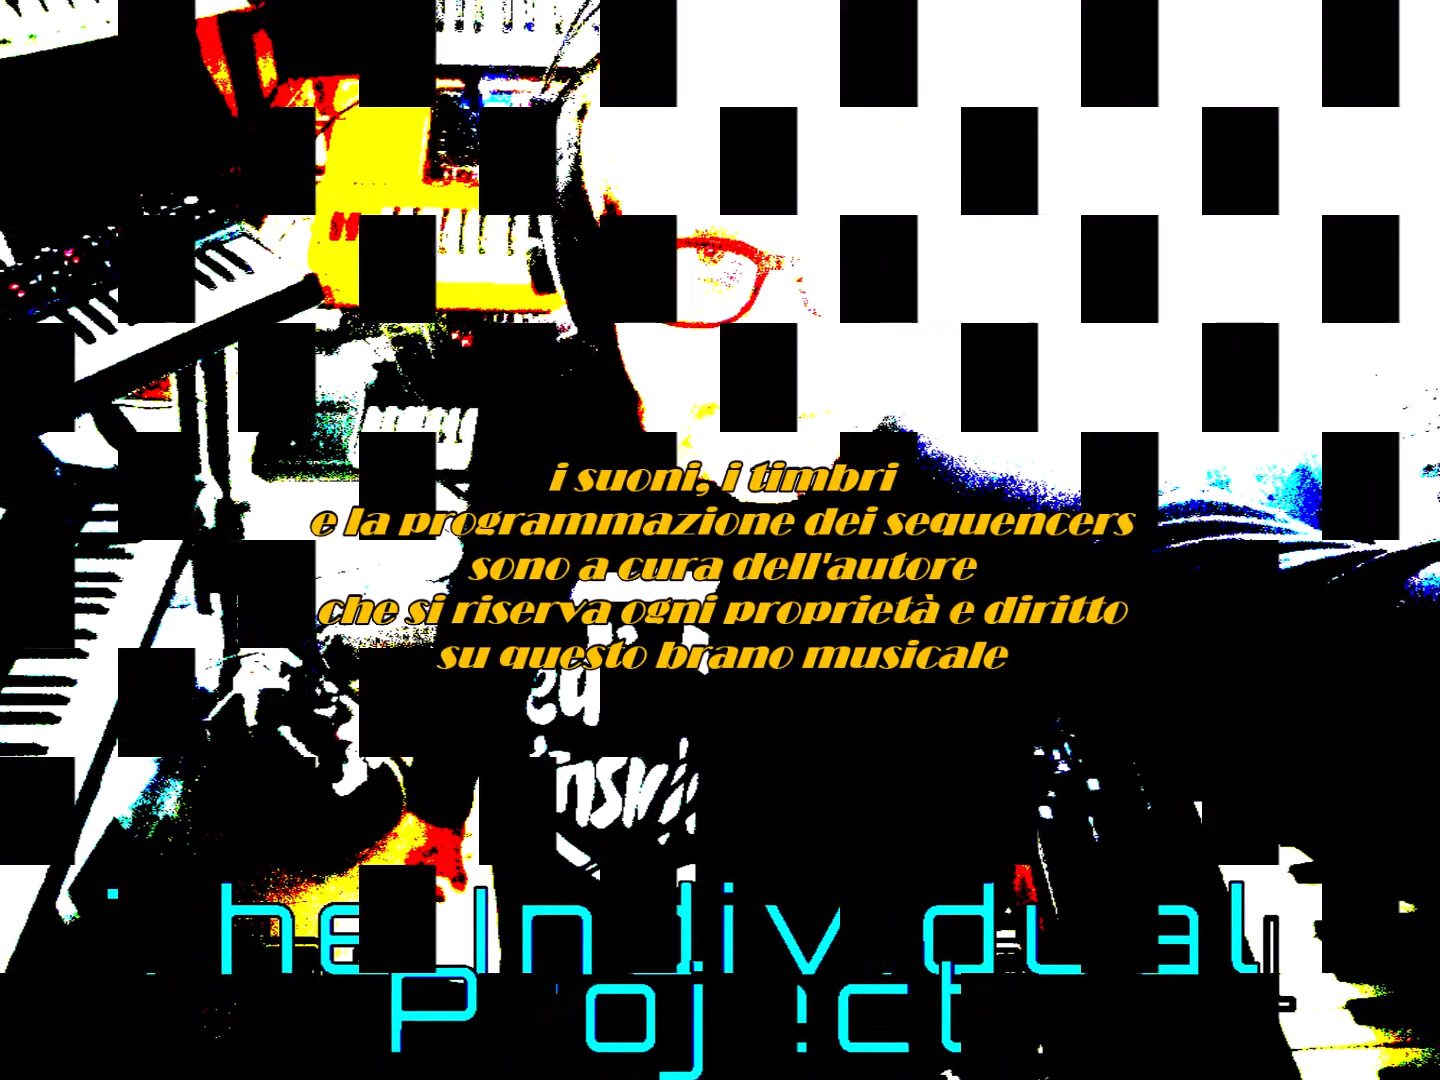 i suoni, i timbri
e la programmazione dei sequencers
sono a cura dell'autore
che si riserva ogni proprietà e diritto
su questo brano musicale
Project